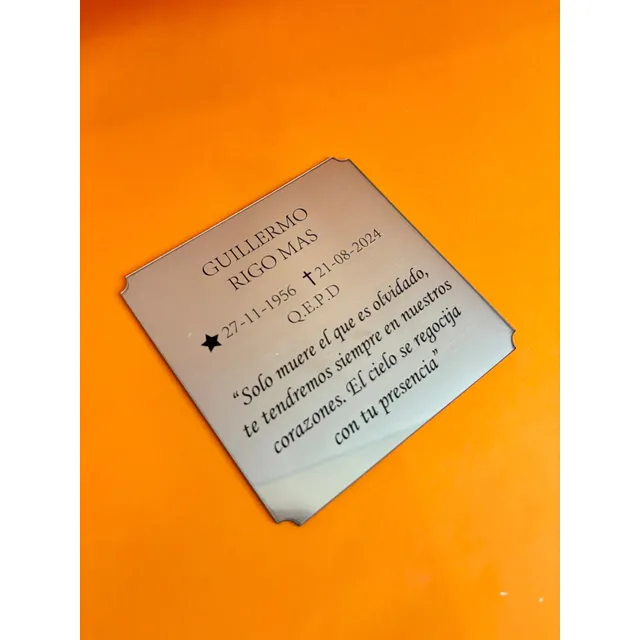 GUILLERMO
RIGO MAS
★ 27-11-1956 ✝ 21-08-2024
Q.E.P.D
“Solo muere el que es olvidado,
te tendremos siempre en nuestros
corazones. El cielo se regocija
con tu presencia”